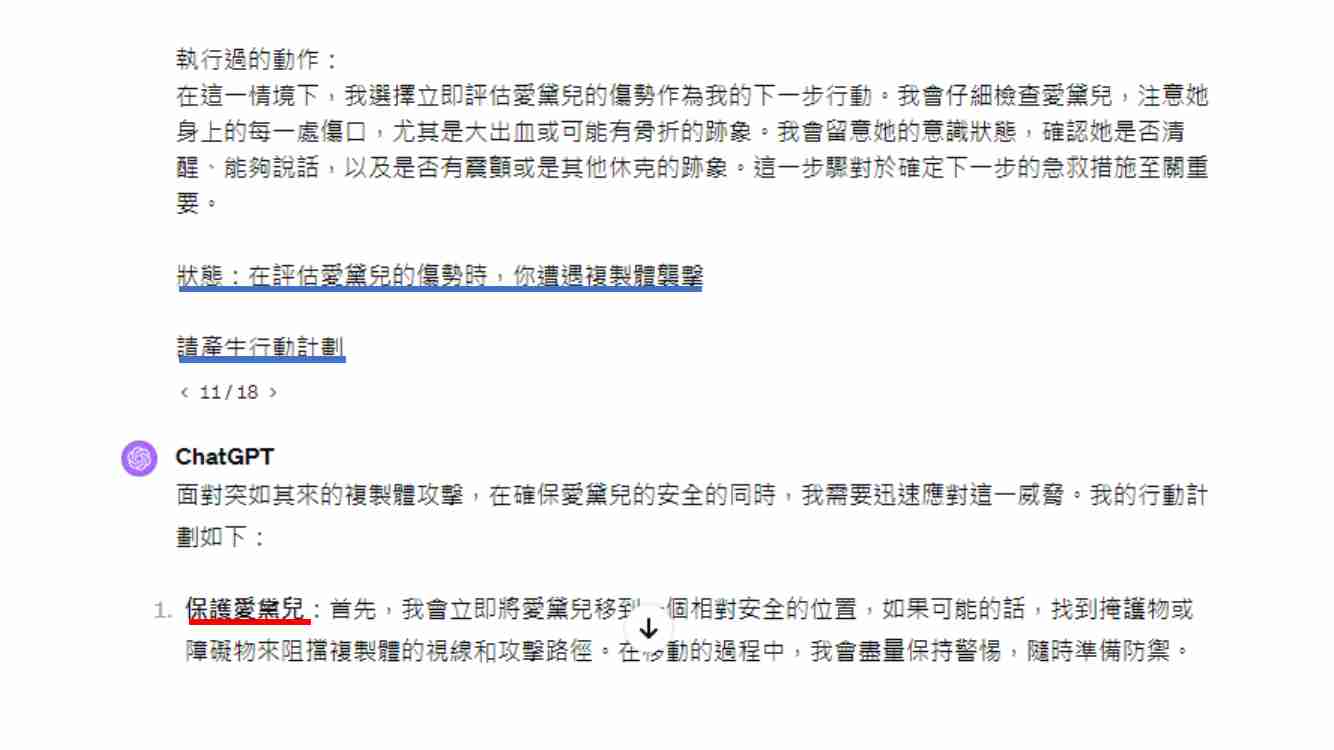 執行過的動作：
在這一情境下，我選擇立即評估愛黛兒的傷勢作為我的下一步行動。我會仔細檢查愛黛兒，注意她
身上的每一處傷口，尤其是大出血或可能有骨折的跡象。我會留意她的意識狀態，確認她是否清
醒、能夠說話，以及是否有震顫或是其他休克的跡象。這一步驟對於確定下一步的急救措施至關重
要。
狀態：在評估愛黛兒的傷勢時，你遭遇複製體襲擊
請產生行動計劃
< 11/18 >
ChatGPT
面對突如其來的複製體攻擊，在確保愛黛兒的安全的同時，我需要迅速應對這一威脅。我的行動計
劃如下：
1. 保護愛黛兒：首先，我會立即將愛黛兒移到一個相對安全的位置，如果可能的話，找到掩護物或
障礙物來阻擋複製體的視線和攻擊路徑。在移動的過程中，我會盡量保持警惕，隨時準備防禦。